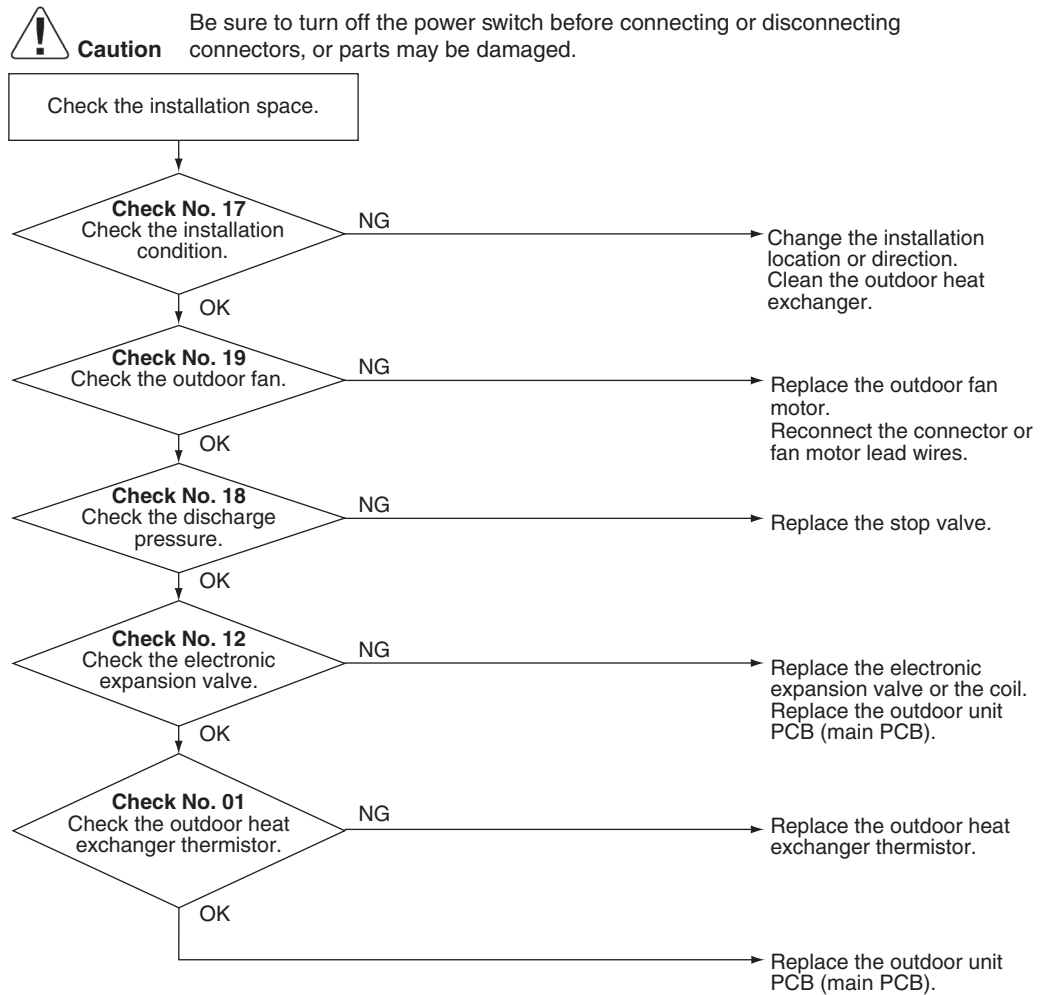 Be sure to turn off the power switch before connecting or disconnecting
Caution connectors, or parts may be damaged.
Check the installation space.
Check No. 17
Check the installation
condition.
NG
Change the installation
location or direction.
Clean the outdoor heat
exchanger.
OK
Check No. 19
Check the outdoor fan.
NG
Replace the outdoor fan
motor.
Reconnect the connector or
fan motor lead wires.
OK
Check No. 18
Check the discharge
pressure.
NG
Replace the stop valve.
OK
Check No. 12
Check the electronic
expansion valve.
NG
Replace the electronic
expansion valve or the coil.
Replace the outdoor unit
PCB (main PCB).
OK
Check No. 01
Check the outdoor heat
exchanger thermistor.
NG
Replace the outdoor heat
exchanger thermistor.
OK
Replace the outdoor unit
PCB (main PCB).